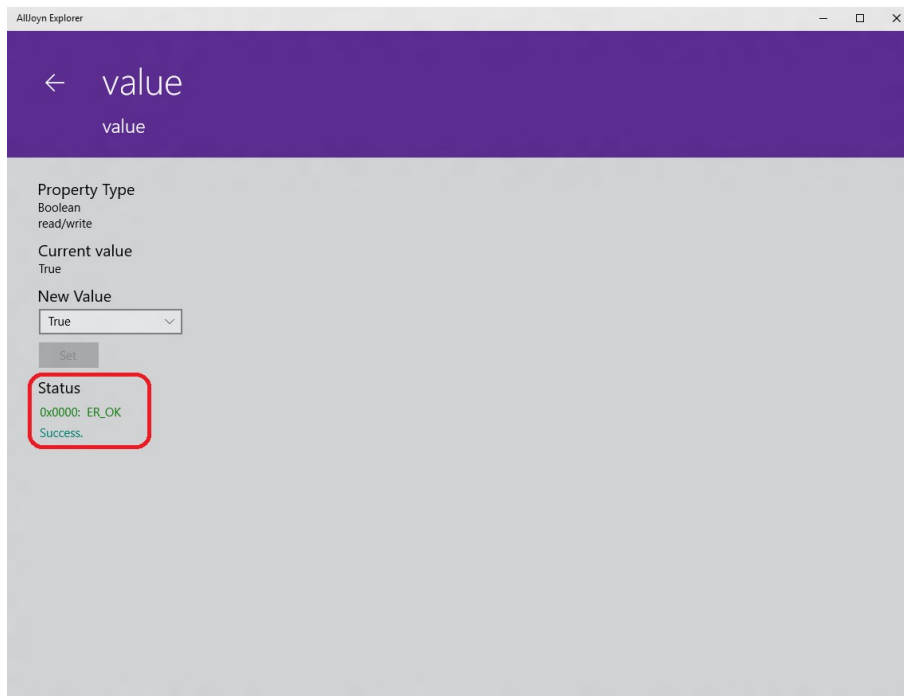 AllJoyn Explorer
value
value
Property Type
Boolean
read/write
Current value
True
New Value
True
Set
Status
0x0000: ER_OK
Success.